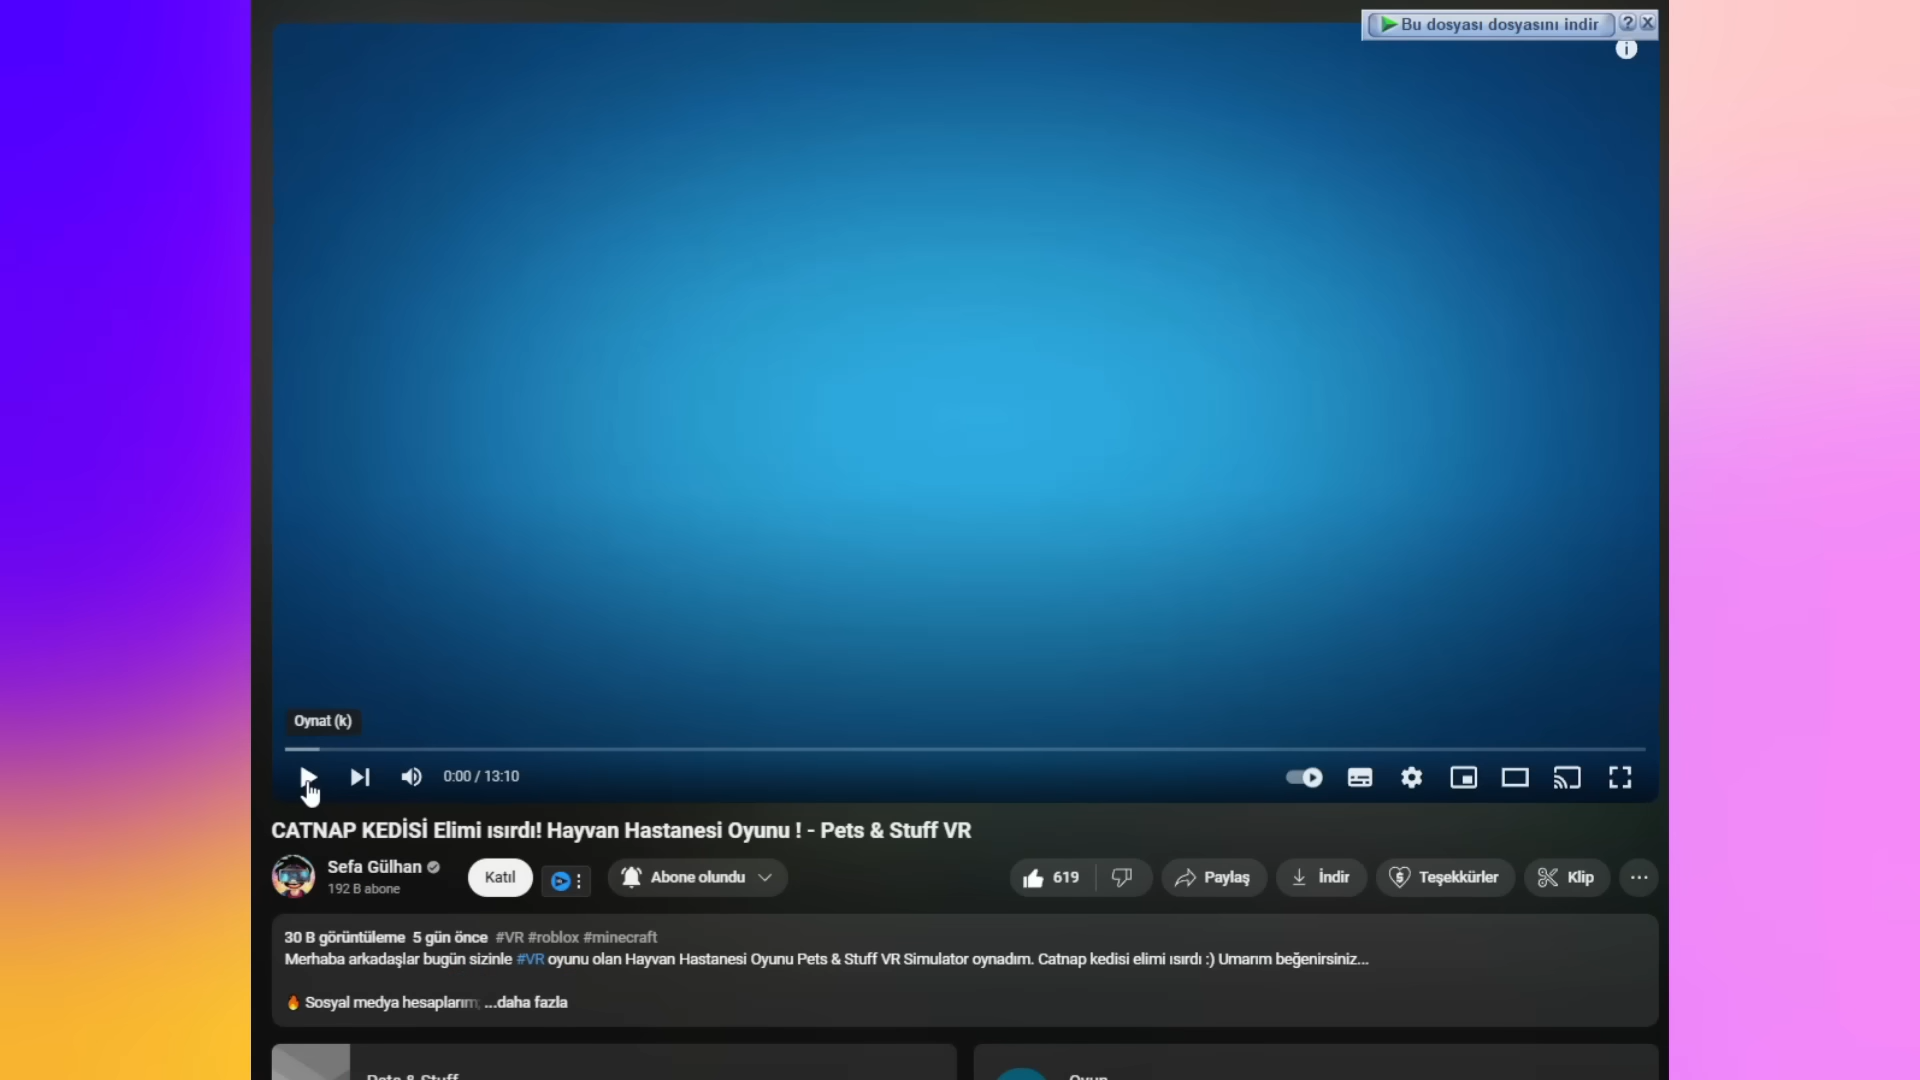 Bu dosyası dosyasını indir
Oynat (k)
0:00 / 13:10
CATNAP KEDİSİ Elimi ısırdı! Hayvan Hastanesi Oyunu ! - Pets & Stuff VR
Sefa Gülhan
192 B abone
Katıl
Abone olundu
619
Paylaş
İndir
Teşekkürler
Klip
30 B görüntüleme 5 gün önce #VR #roblox #minecraft
Merhaba arkadaşlar bugün sizinle #VR oyunu olan Hayvan Hastanesi Oyunu Pets & Stuff VR Simulator oynadım. Catnap kedisi elimi ısırdı :) Umarım beğenirsiniz...
🔥 Sosyal medya hesaplarım; ...daha fazla
Pets & Stuff
Oyun